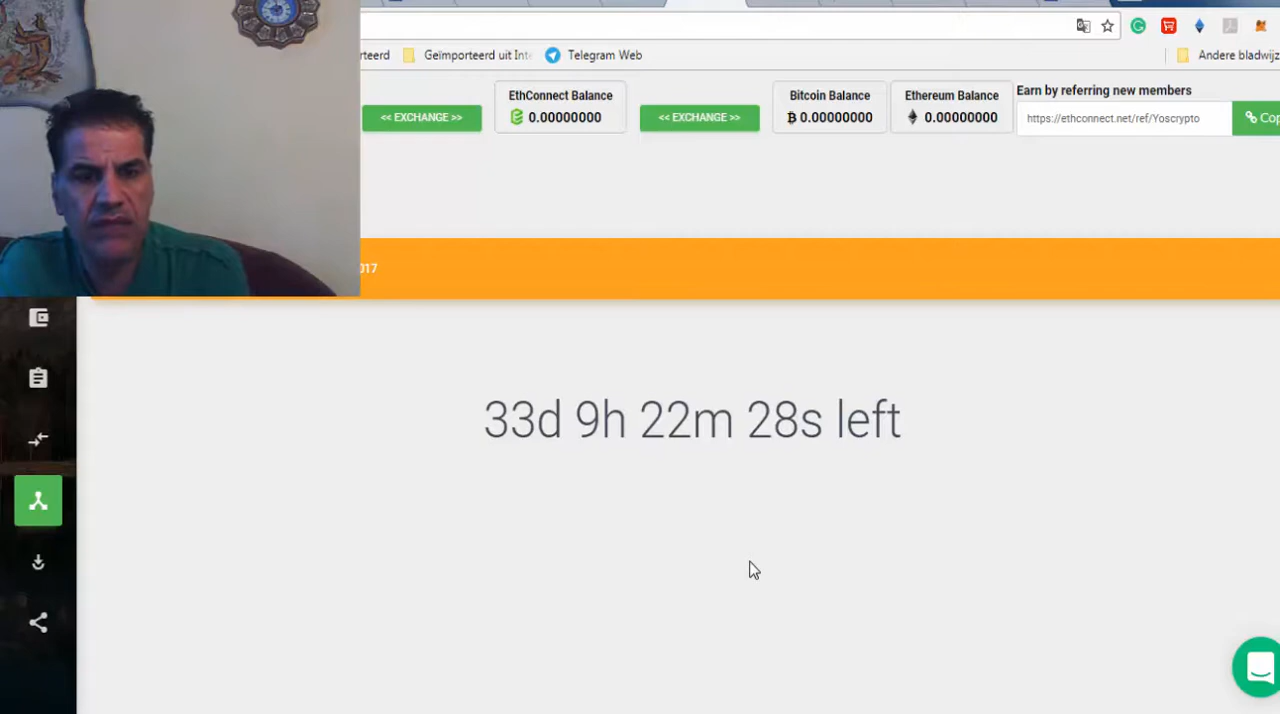 rteerd Geïmporteerd uit Inte Telegram Web Andere bladwijz
EthConnect Balance Bitcoin Balance Ethereum Balance Earn by referring new members
<< EXCHANGE >> 0.00000000 << EXCHANGE >> 0.00000000 0.00000000 https://ethconnect.net/ref/Yoscrypto Cop
017
33d 9h 22m 28s left